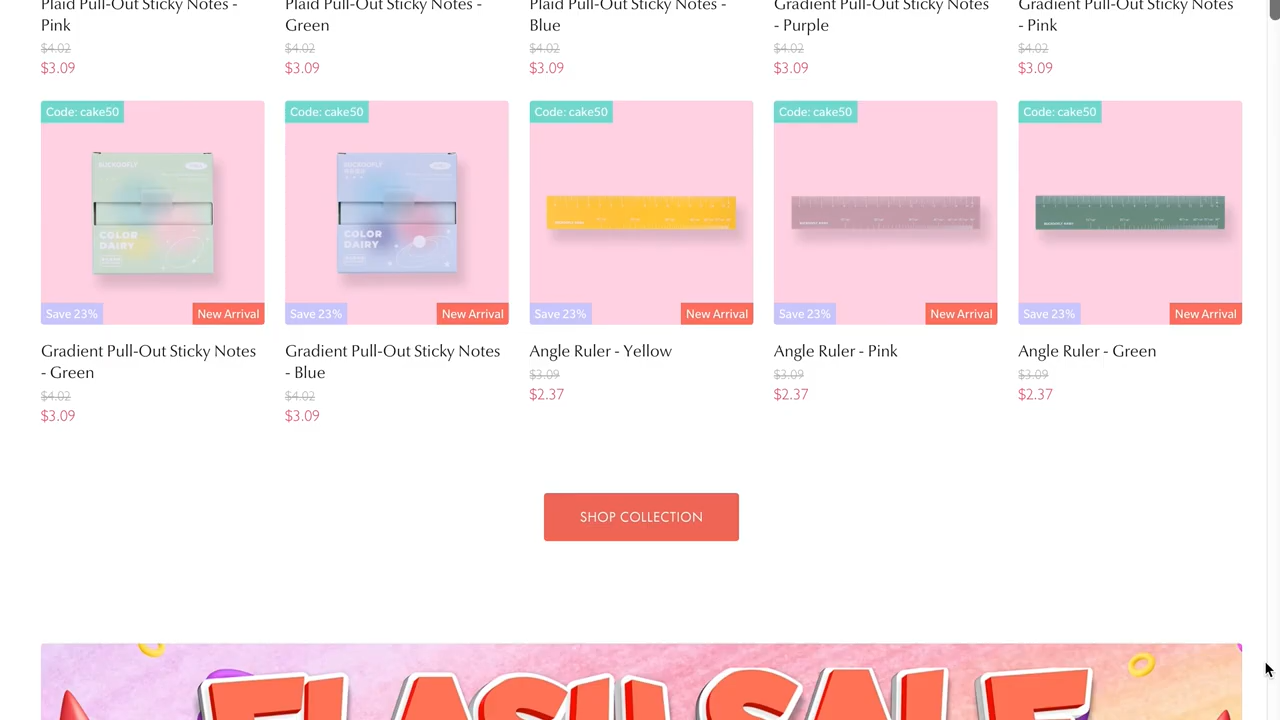 Plaid Pull-Out Sticky Notes -
Pink
$4.02
$3.09
Plaid Pull-Out Sticky Notes -
Green
$4.02
$3.09
Plaid Pull-Out Sticky Notes -
Blue
$4.02
$3.09
Gradient Pull-Out Sticky Notes
- Purple
$4.02
$3.09
Gradient Pull-Out Sticky Notes
- Pink
$4.02
$3.09
Code: cake50
COLOR
DAIRY
Save 23%
New Arrival
Gradient Pull-Out Sticky Notes
- Green
$4.02
$3.09
Code: cake50
COLOR
DAIRY
Save 23%
New Arrival
Gradient Pull-Out Sticky Notes
- Blue
$4.02
$3.09
Code: cake50
Save 23%
New Arrival
Angle Ruler - Yellow
$3.09
$2.37
Code: cake50
Save 23%
New Arrival
Angle Ruler - Pink
$3.09
$2.37
Code: cake50
Save 23%
New Arrival
Angle Ruler - Green
$3.09
$2.37
SHOP COLLECTION
FLASH SALE